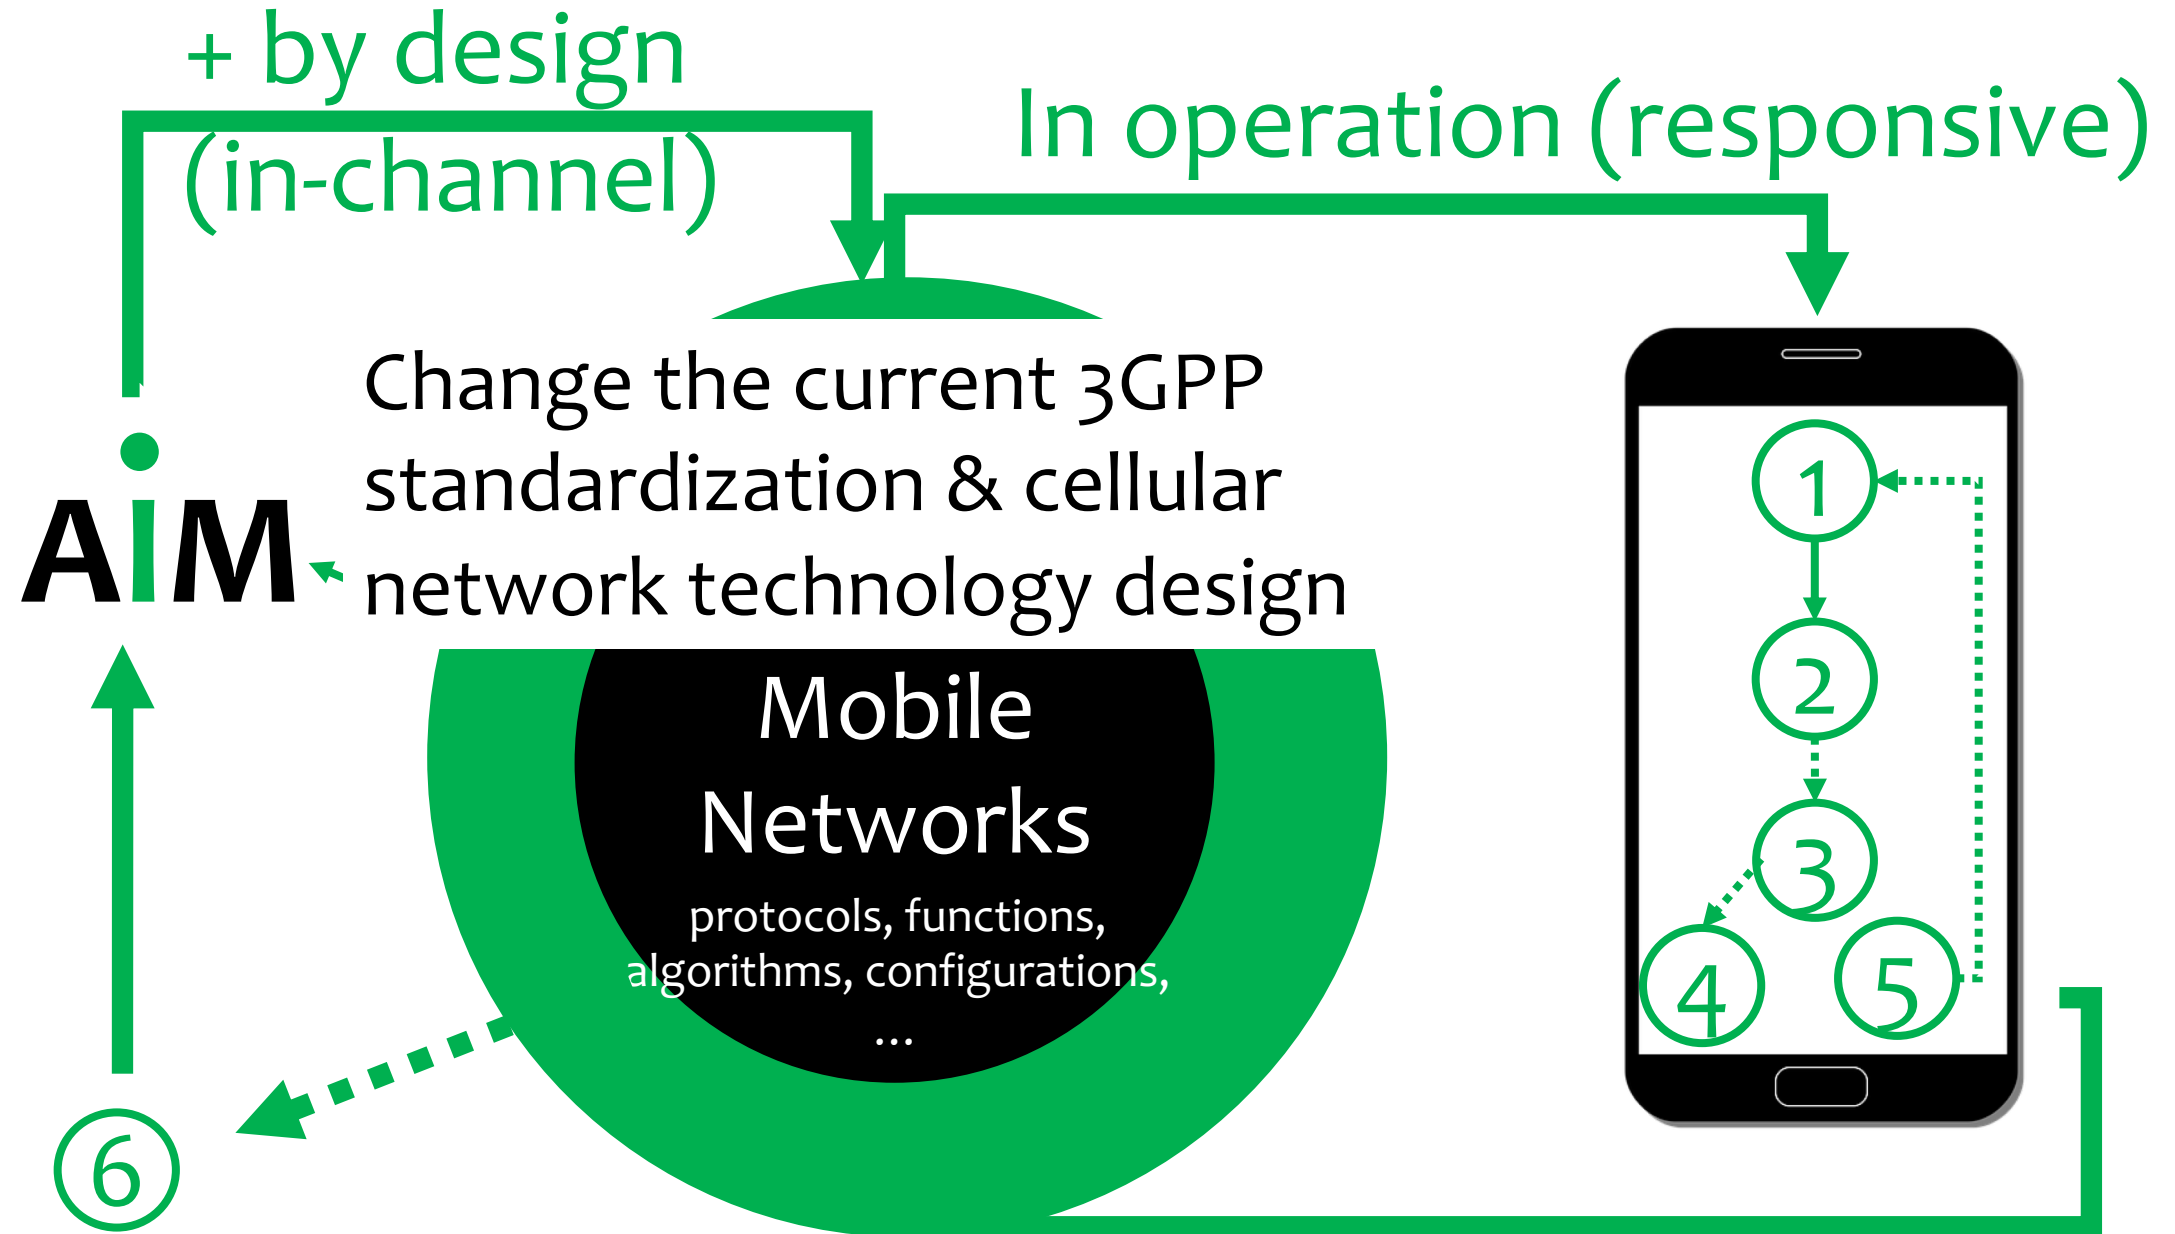 + by design
(in-channel)
In operation (responsive)
Change the current 3GPP
standardization & cellular
network technology design
AiM
Mobile
Networks
protocols, functions,
algorithms, configurations,
...
1
2
3
4
5
6